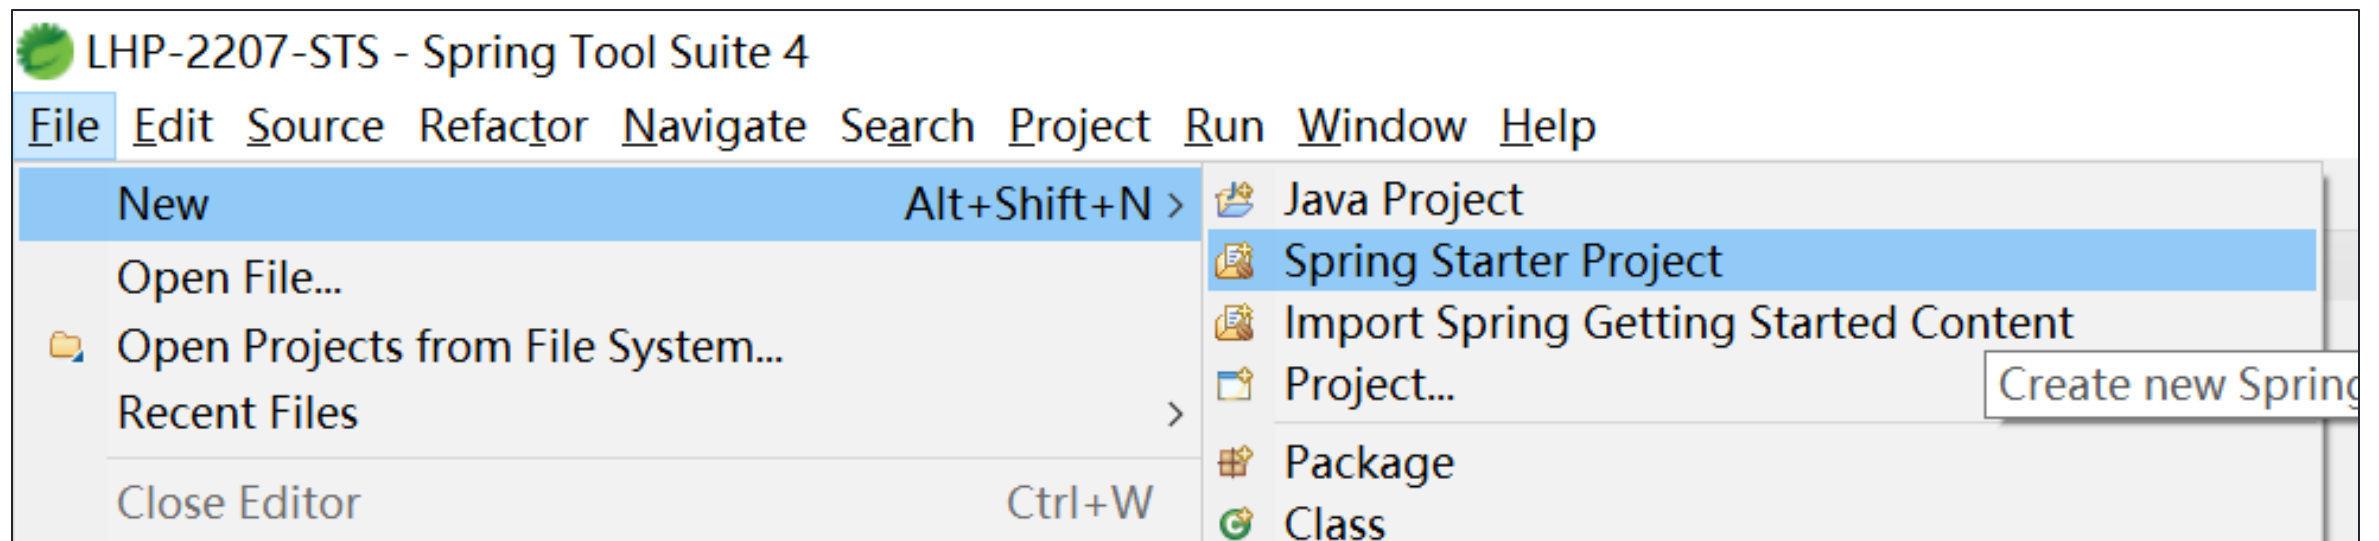 LHP-2207-STS - Spring Tool Suite 4
File Edit Source Refactor Navigate Search Project Run Window Help
New Alt+Shift+N >
Open File...
Open Projects from File System...
Recent Files >
Close Editor Ctrl+W
Java Project
Spring Starter Project
Import Spring Getting Started Content
Project...
Create new Spring
Package
Class